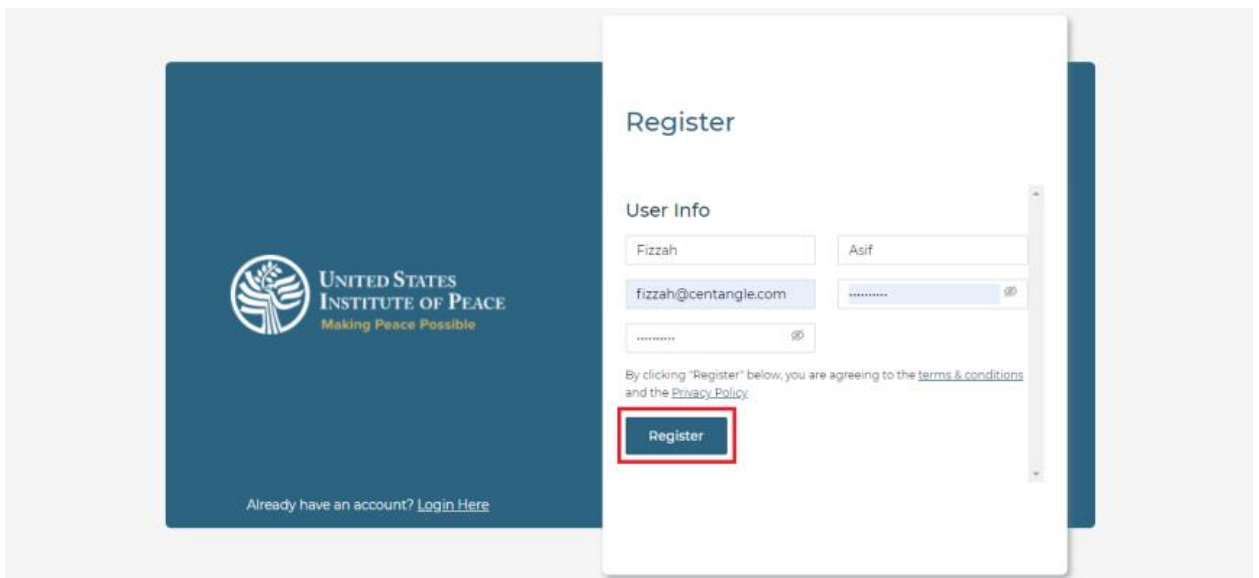 Register
User Info
Fizzah Asif
fizzah@centangle.com ..........
..........
By clicking "Register" below, you are agreeing to the terms & conditions
and the Privacy Policy
Register
UNITED STATES
INSTITUTE OF PEACE
Making Peace Possible
Already have an account? Login Here